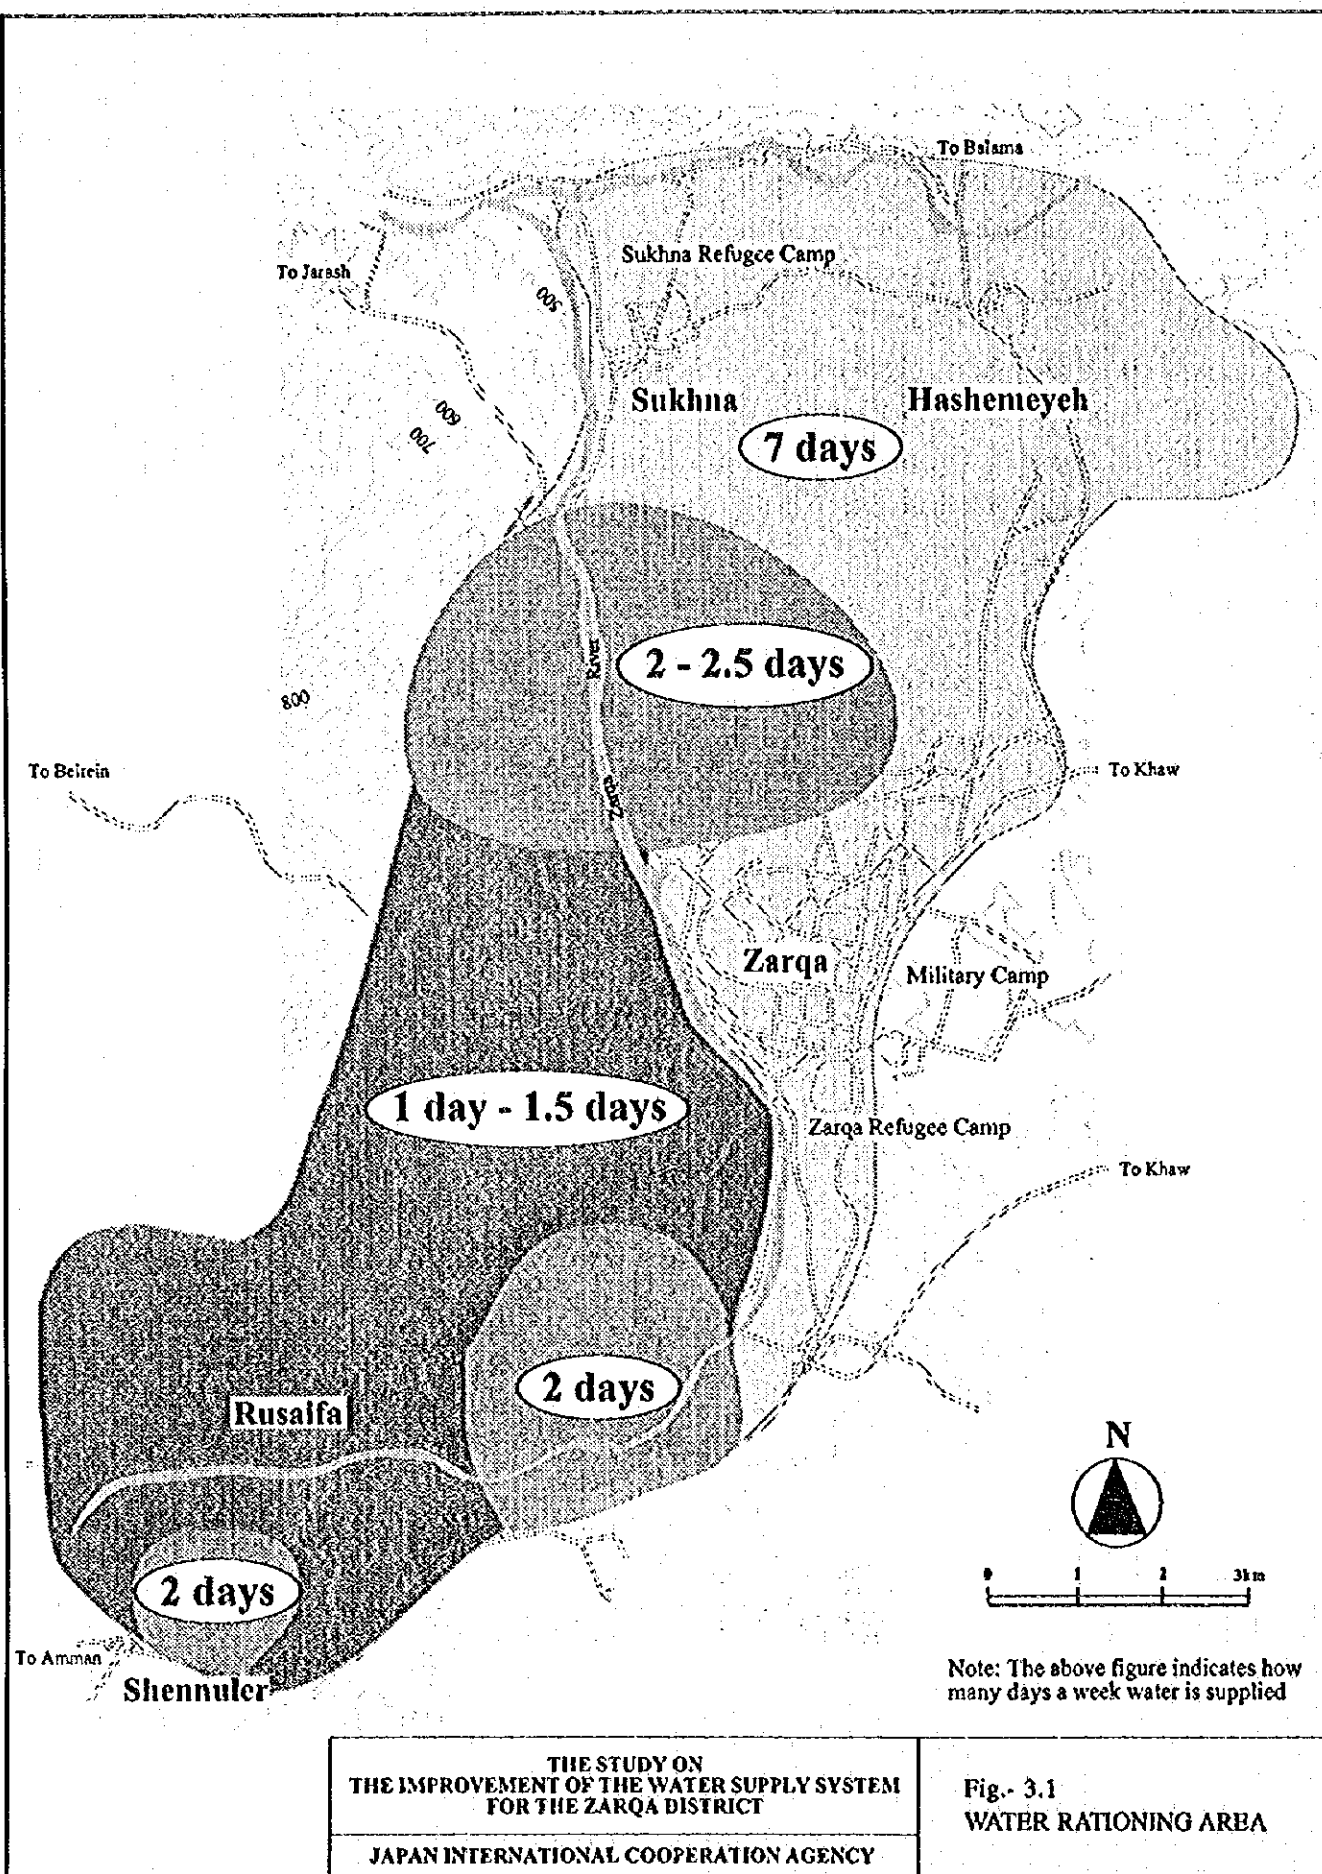 To Balama
Sukhna Refugee Camp
To Jarash
500
Sukhna
Hashemeyeh
600
700
7 days
2 - 2.5 days
River
800
To Beirein
To Khaw
Zarqa
Zarqa
Military Camp
1 day - 1.5 days
Zarqa Refugee Camp
To Khaw
2 days
Rusaifa
N
2 days
0 1 2 3km
To Amman
Shennuler
Note: The above figure indicates how
many days a week water is supplied
THE STUDY ON
THE IMPROVEMENT OF THE WATER SUPPLY SYSTEM
FOR THE ZARQA DISTRICT
Fig.- 3.1
WATER RATIONING AREA
JAPAN INTERNATIONAL COOPERATION AGENCY